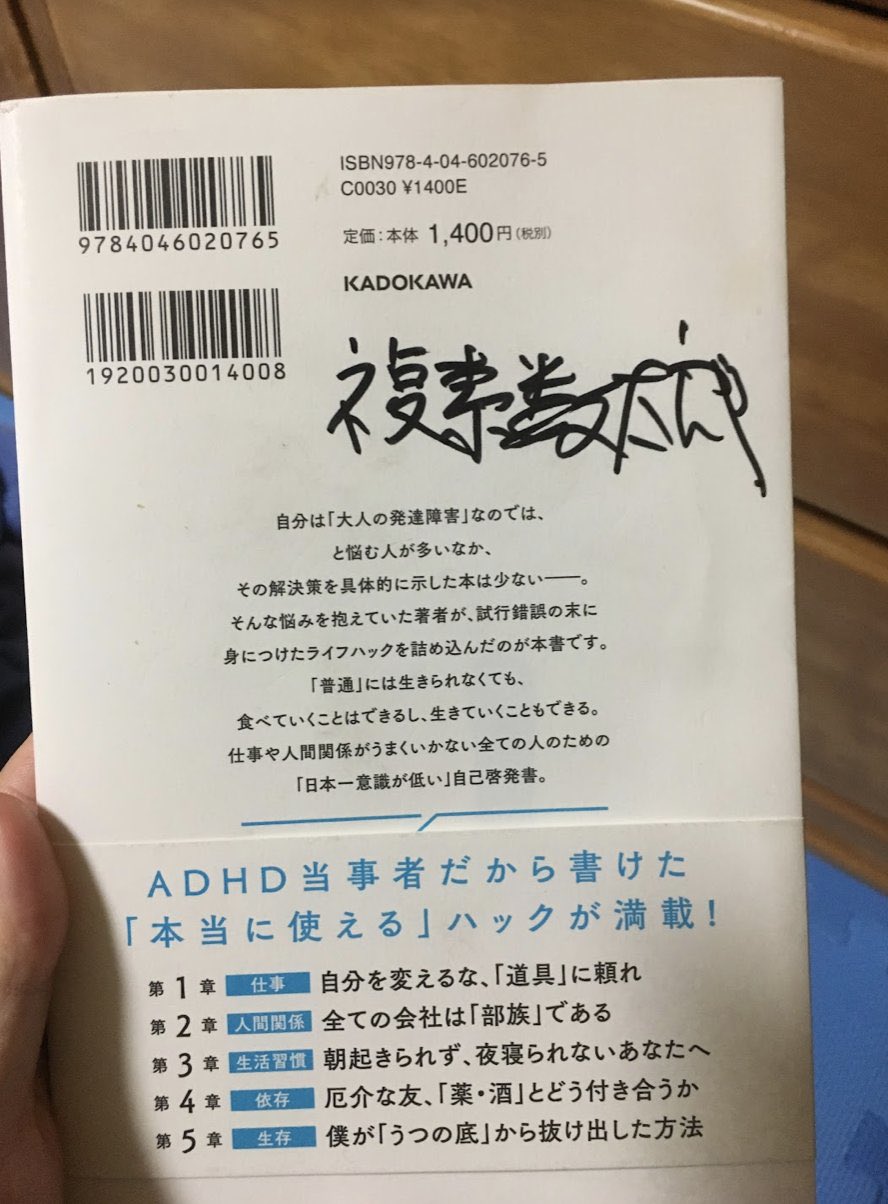 ISBN978-4-04-602076-5
C0030 ¥1400E
9784046020765
定価：本体 1,400円（税別）
KADOKAWA
1920030014008
自分は「大人の発達障害」なのでは、
と悩む人が多いなか、
その解決策を具体的に示した本は少ない――。
そんな悩みを抱えていた著者が、試行錯誤の末に
身につけたライフハックを詰め込んだのが本書です。
「普通」には生きられなくても、
食べていくことはできるし、生きていくこともできる。
仕事や人間関係がうまくいかない全ての人のための
「日本一意識が低い」自己啓発書。
ADHD当事者だから書けた
「本当に使える」ハックが満載！
第1章 仕事 自分を変えるな、「道具」に頼れ
第2章 人間関係 全ての会社は「部族」である
第3章 生活習慣 朝起きられず、夜寝られないあなたへ
第4章 依存 厄介な友、「薬・酒」とどう付き合うか
第5章 生存 僕が「うつの底」から抜け出した方法